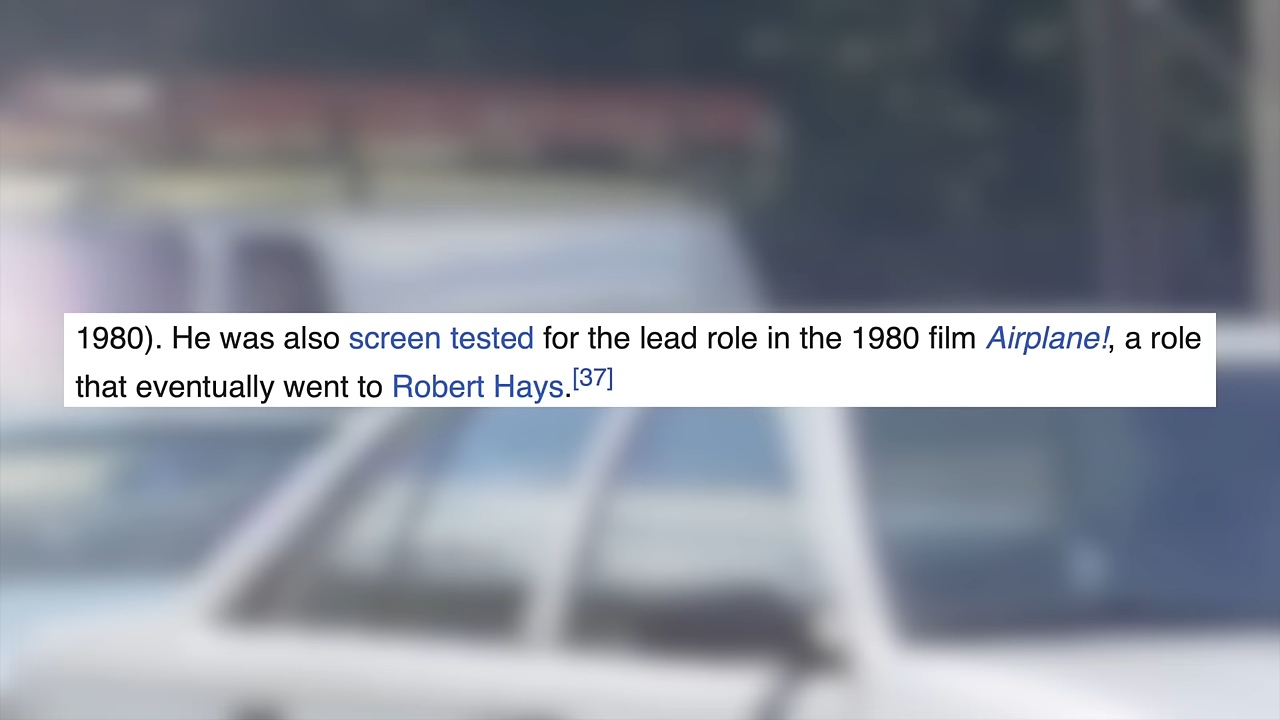 1980). He was also screen tested for the lead role in the 1980 film Airplane!, a role
that eventually went to Robert Hays.[37]